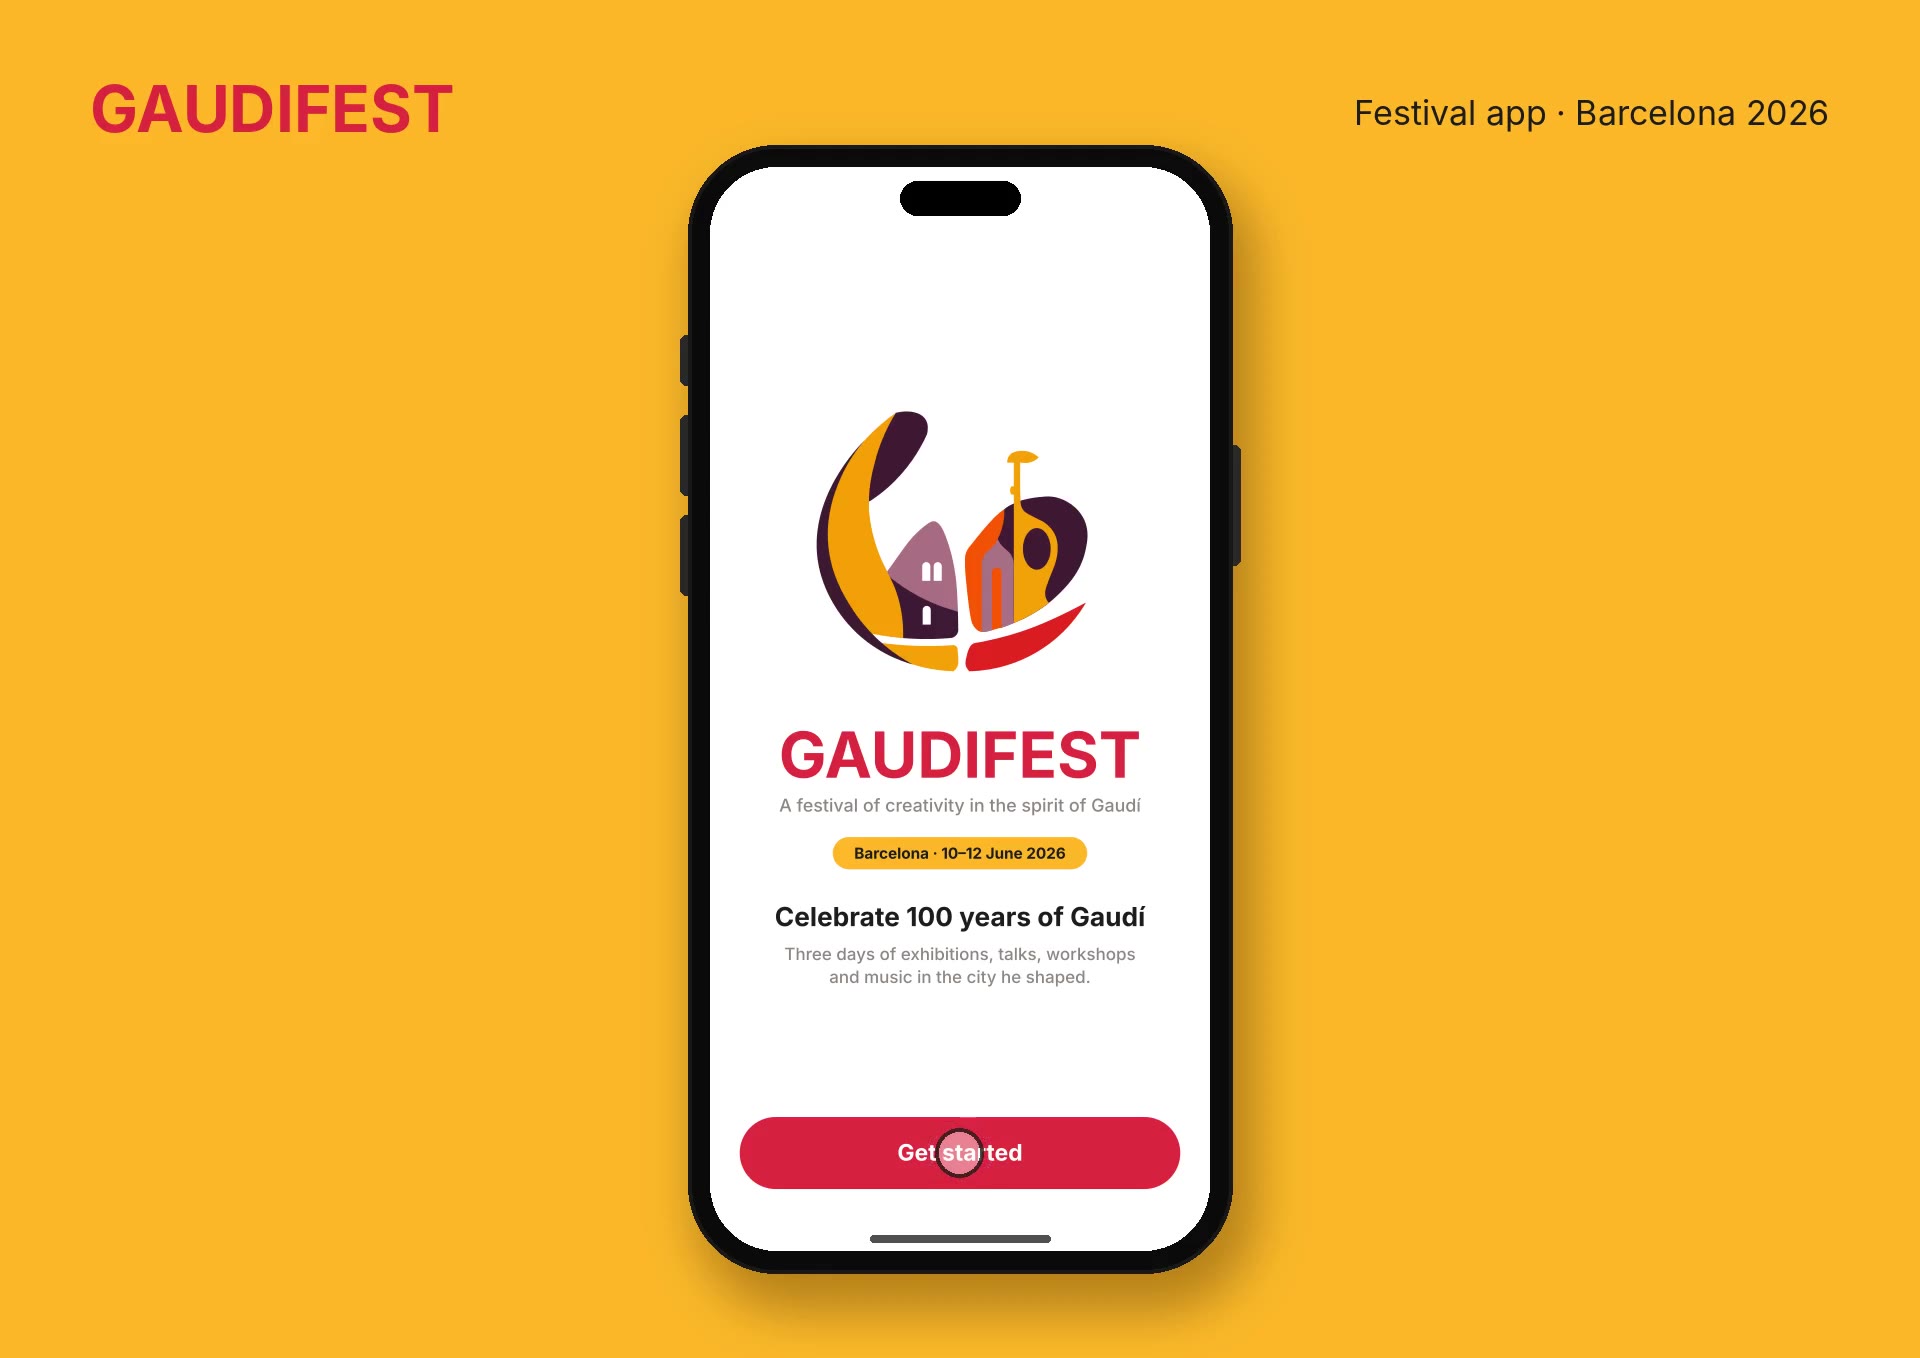 GAUDIFEST
Festival app · Barcelona 2026
GAUDIFEST
A festival of creativity in the spirit of Gaudí
Barcelona · 10–12 June 2026
Celebrate 100 years of Gaudí
Three days of exhibitions, talks, workshops
and music in the city he shaped.
Get started